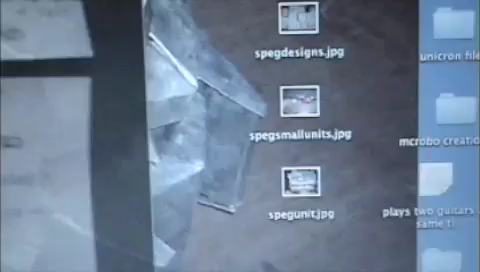 spegdesigns.jpg
unicron file
spegsmallunits.jpg
mcrobo creatio
spegunit.jpg
plays two guitars
same ti